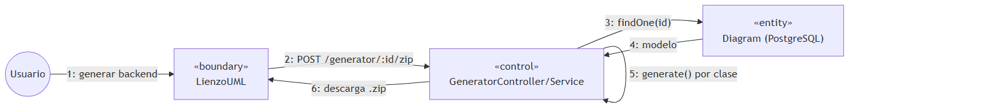 Usuario
1: generar backend
«boundary»
LienzoUML
2: POST /generator/:id/zip
6: descarga .zip
«control»
GeneratorController/Service
3: findOne(id)
4: modelo
5: generate() por clase
«entity»
Diagram (PostgreSQL)